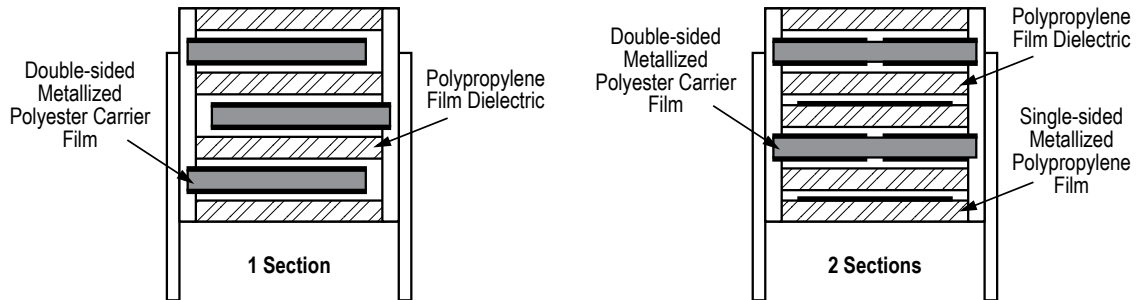 Double-sided
Metallized
Polyester Carrier
Film
Polypropylene
Film Dielectric
1 Section
Double-sided
Metallized
Polyester Carrier
Film
Polypropylene
Film Dielectric
Single-sided
Metallized
Polypropylene
Film
2 Sections